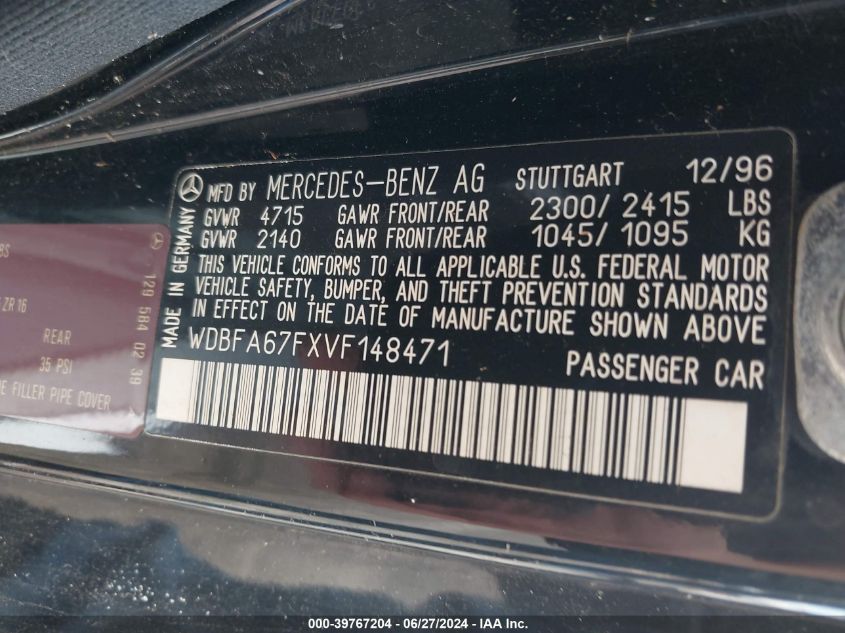 MFD BY MERCEDES-BENZ AG STUTTGART 12/96
GVWR 4715 GAWR FRONT/REAR 2300/2415 LBS
GVWR 2140 GAWR FRONT/REAR 1045/1095 KG
THIS VEHICLE CONFORMS TO ALL APPLICABLE U.S. FEDERAL MOTOR
VEHICLE SAFETY, BUMPER, AND THEFT PREVENTION STANDARDS
IN EFFECT ON THE DATE OF MANUFACTURE SHOWN ABOVE
WDBFA67FXVF148471 PASSENGER CAR
MADE IN GERMANY
BS
ZR 16
REAR
35 PSI
FILLER PIPE COVER
129 584 02 39
000-39767204 - 06/27/2024 - IAA Inc.